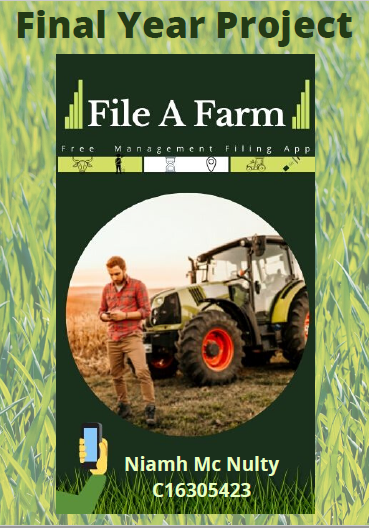 Final Year Project
File A Farm
Free Management Filing App
Niamh Mc Nulty
C16305423